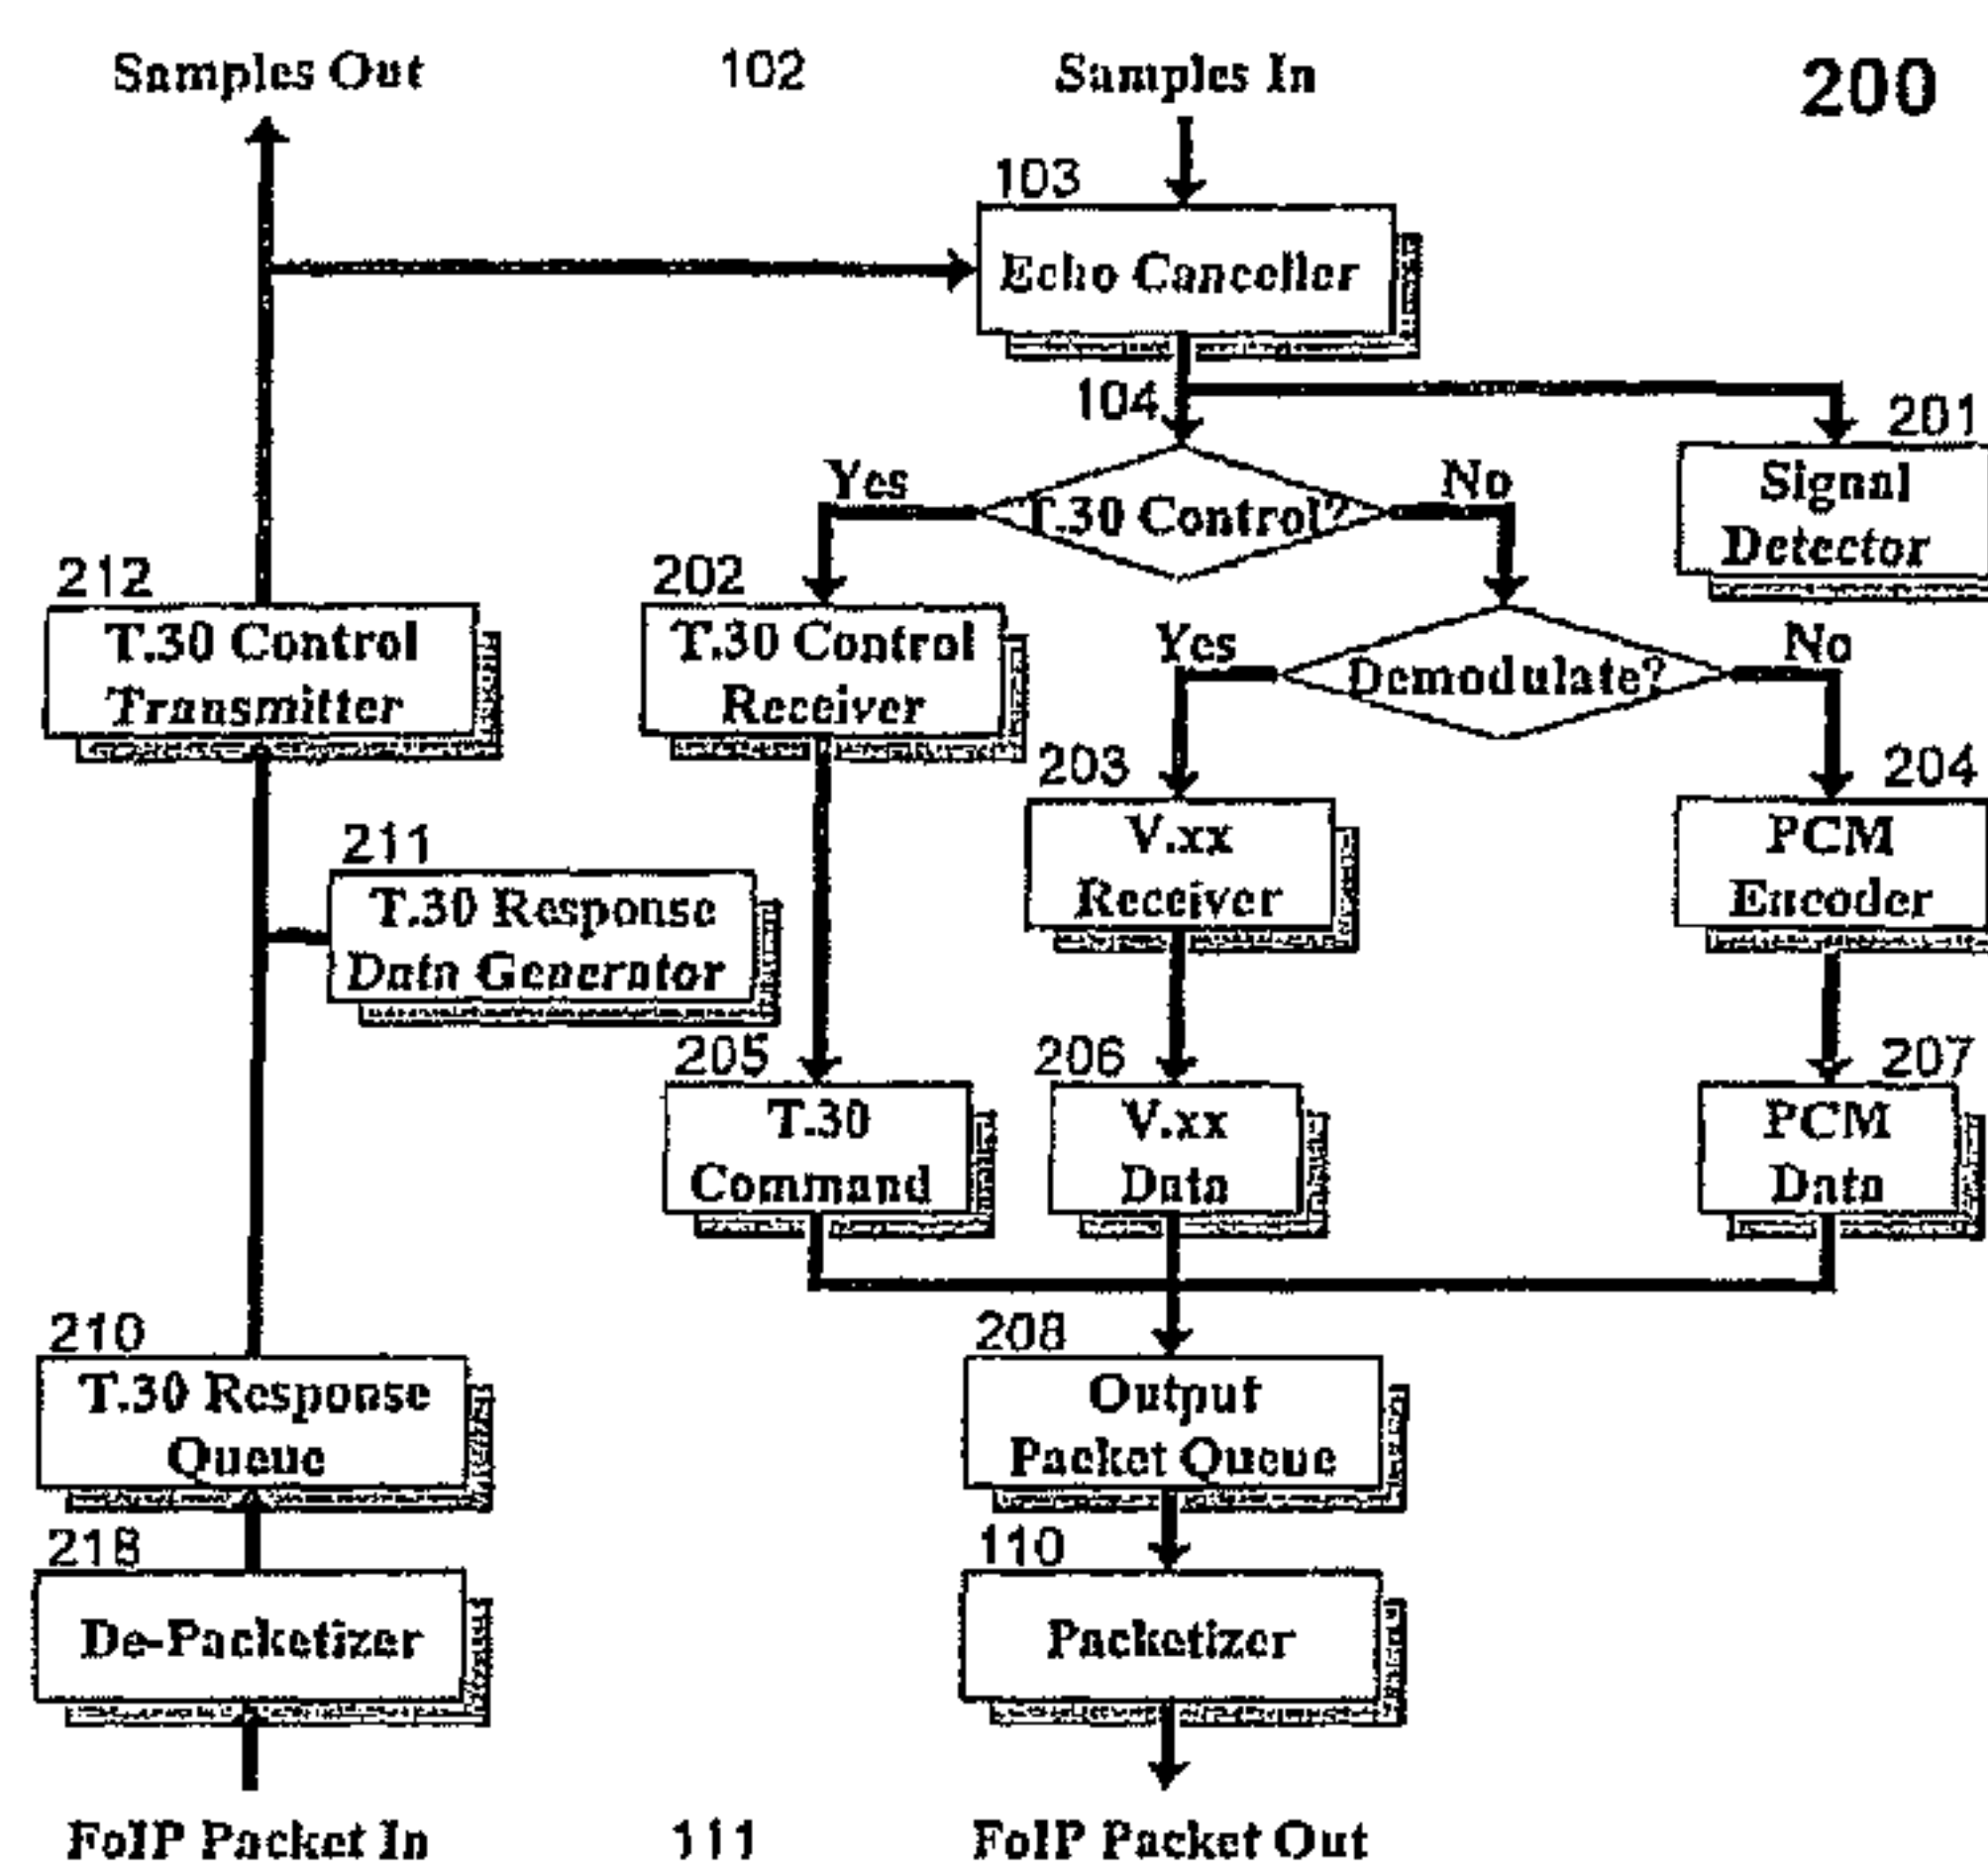 Samples Out
102
Samples In
200
103
Echo Canceller
104
201
Signal
Detector
Yes
T.30 Control?
No
212
T.30 Control
Transmitter
202
T.30 Control
Receiver
Yes
Demodulate?
No
203
V.xx
Receiver
204
PCM
Encoder
211
T.30 Response
Data Generator
205
T.30
Command
206
V.xx
Data
207
PCM
Data
210
T.30 Response
Queue
208
Output
Packet Queue
218
De-Packetizer
110
Packetizer
FoIP Packet In
111
FoIP Packet Out